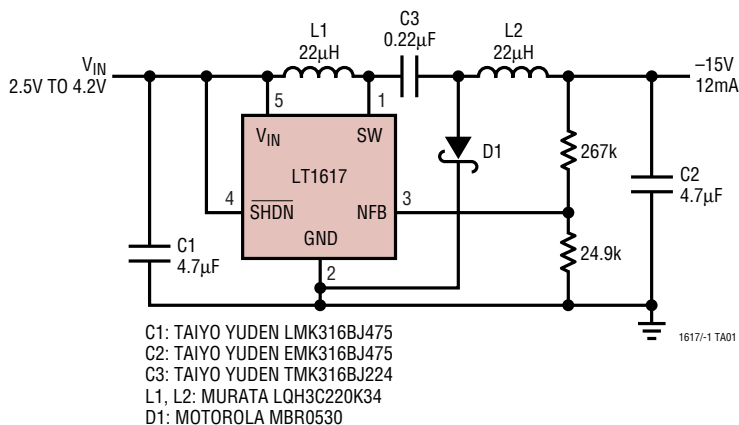 C3
0.22µF
L1
22µH
L2
22µH
VIN
2.5V TO 4.2V
–15V
12mA
5
1
VIN
SW
D1
267k
LT1617
C2
4.7µF
4
3
SHDN
NFB
GND
24.9k
C1
4.7µF
2
1617/-1 TA01
C1: TAIYO YUDEN LMK316BJ475
C2: TAIYO YUDEN EMK316BJ475
C3: TAIYO YUDEN TMK316BJ224
L1, L2: MURATA LQH3C220K34
D1: MOTOROLA MBR0530